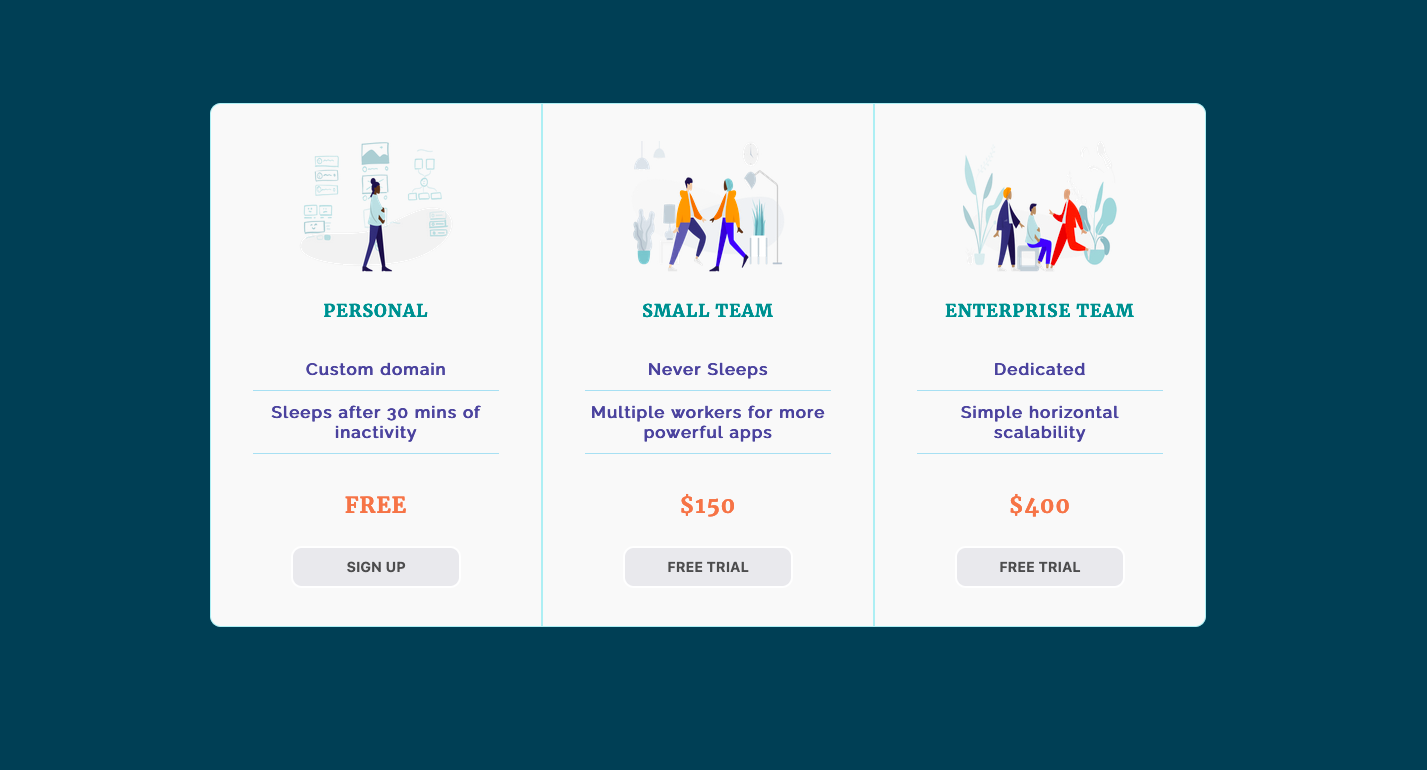 PERSONAL
Custom domain
Sleeps after 30 mins of
inactivity
FREE
SIGN UP
SMALL TEAM
Never Sleeps
Multiple workers for more
powerful apps
$150
FREE TRIAL
ENTERPRISE TEAM
Dedicated
Simple horizontal
scalability
$400
FREE TRIAL